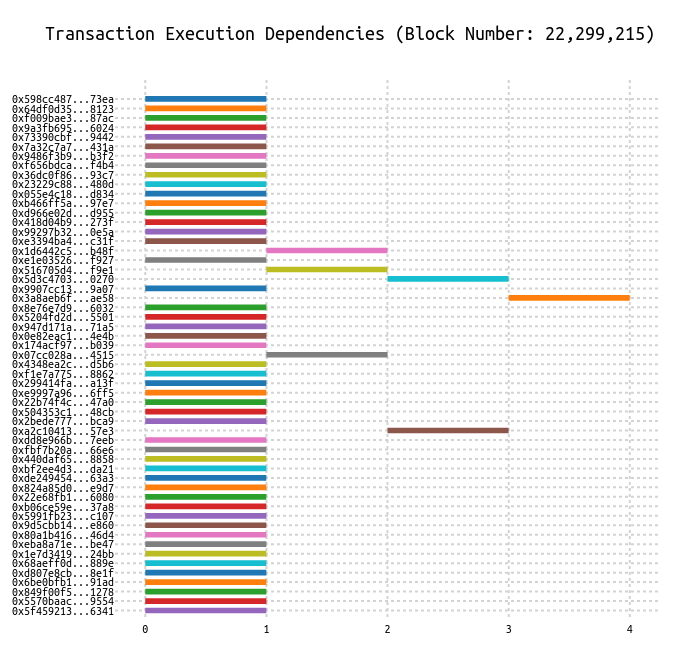 Transaction Execution Dependencies (Block Number: 22,299,215)
0x598cc487...73ea
0x64df0d35...8123
0xf009bae3...87ac
0x9a3fb695...6024
0x73390cbf...9442
0x7a32c7a7...431a
0x9486f3b9...b3f2
0xf656bdca...f4b4
0x36dc0f86...93c7
0x23229c88...480d
0x055e4c18...d834
0xb466ff5a...97e7
0xd966e02d...d955
0x418d04b9...273f
0x99297b32...0e5a
0xe3394ba4...c31f
0x1d6442c5...b48f
0xe1e03526...f927
0x516705d4...f9e1
0x5d3c4703...0270
0x9907cc13...9a07
0x3a8aeb6f...ae58
0x8e76e7d9...6032
0x5204fd2d...5501
0x947d171a...71a5
0x0e82eac1...4e4b
0x174acf97...b039
0x07cc028a...4515
0x4348ea2c...d5b6
0xf1e7a775...8862
0x299414fa...a13f
0xe9997a96...6ff5
0x22b74f4c...47a0
0x504353c1...48cb
0x2bede777...bca9
0xa2c10413...57e3
0xdd8e966b...7eeb
0xfbf7b20a...66e6
0x440daf65...8858
0xbf2ee4d3...da21
0xde249454...63a3
0x824a85d0...e9d7
0x22e68fb1...6080
0xb06ce59e...37a8
0x5991fb23...c107
0x9d5cbb14...e860
0x80a1b416...46d4
0xeba8a71e...be47
0x1e7d3419...24bb
0x68aeff0d...889e
0xd807e8cb...8e1f
0x6be0bfb1...91ad
0x849f00f5...1278
0x5570baac...9554
0x5f459213...6341
0 1 2 3 4